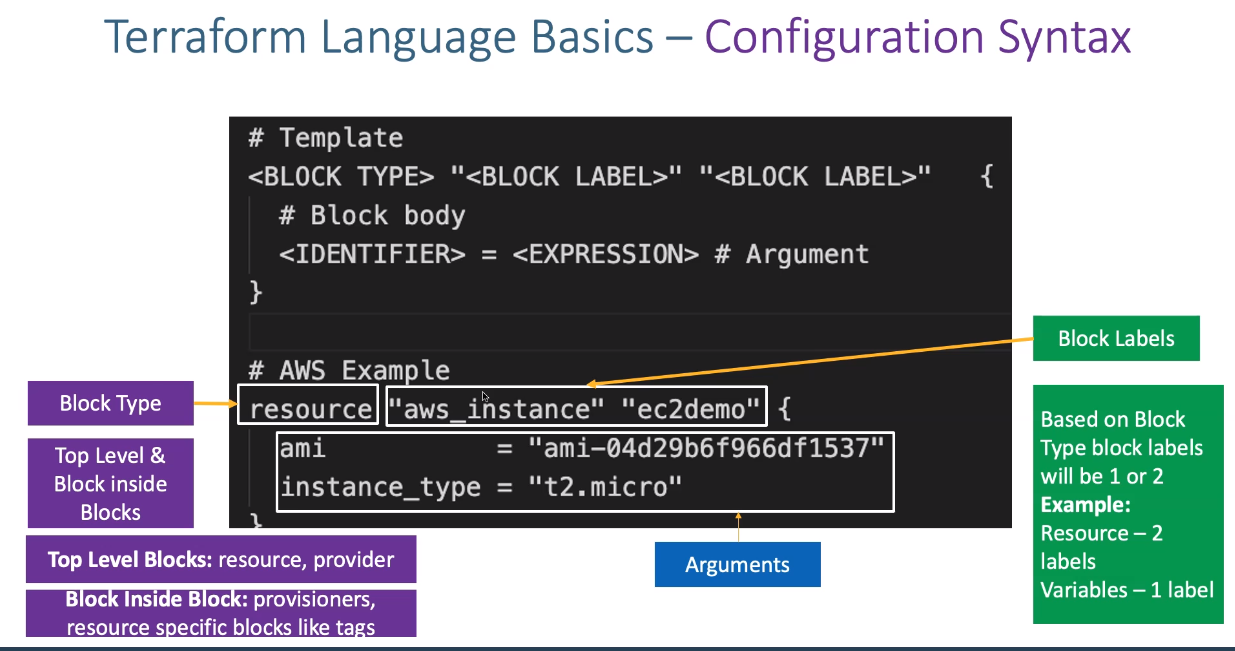 Terraform Language Basics – Configuration Syntax
# Template
<BLOCK TYPE> "<BLOCK LABEL>" "<BLOCK LABEL>" {
# Block body
<IDENTIFIER> = <EXPRESSION> # Argument
}
# AWS Example
resource "aws_instance" "ec2demo" {
ami = "ami-04d29b6f966df1537"
instance_type = "t2.micro"
}
Block Type
Top Level &
Block inside
Blocks
Top Level Blocks: resource, provider
Block Inside Block: provisioners,
resource specific blocks like tags
Arguments
Block Labels
Based on Block
Type block labels
will be 1 or 2
Example:
Resource – 2
labels
Variables – 1 label